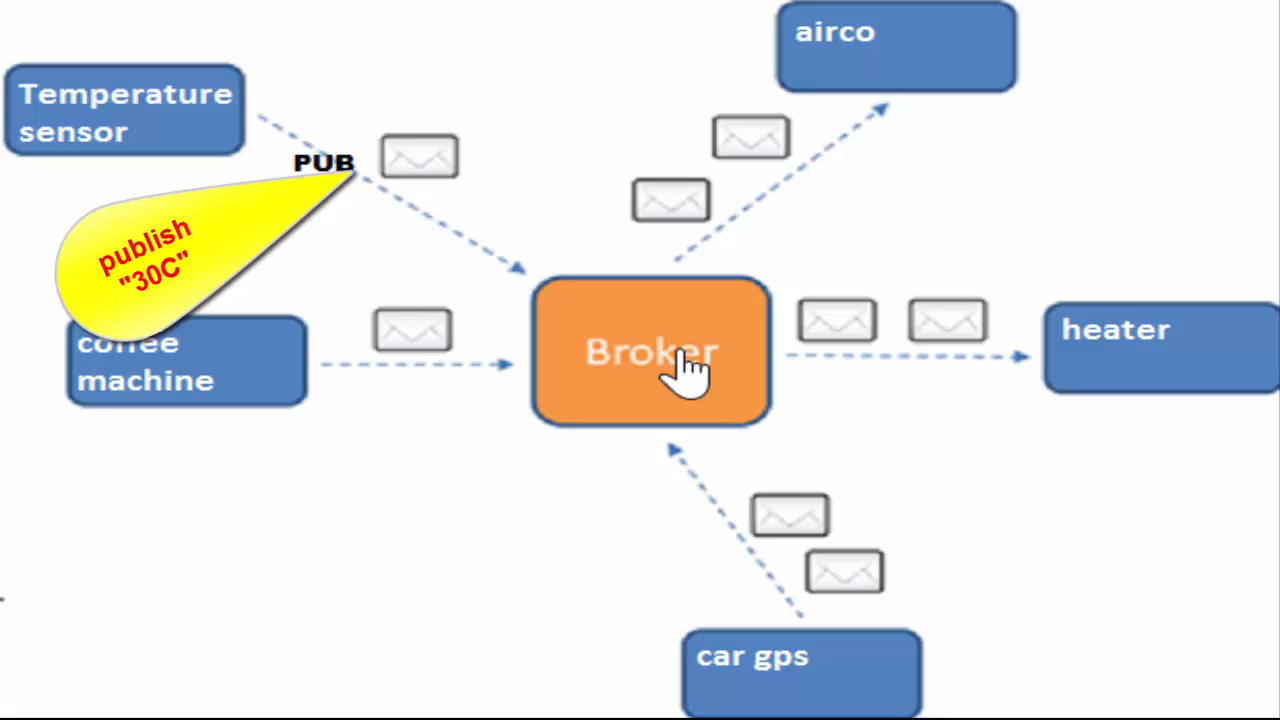 airco
Temperature
sensor
PUB
publish
"30C"
coffee
machine
Broker
heater
car gps